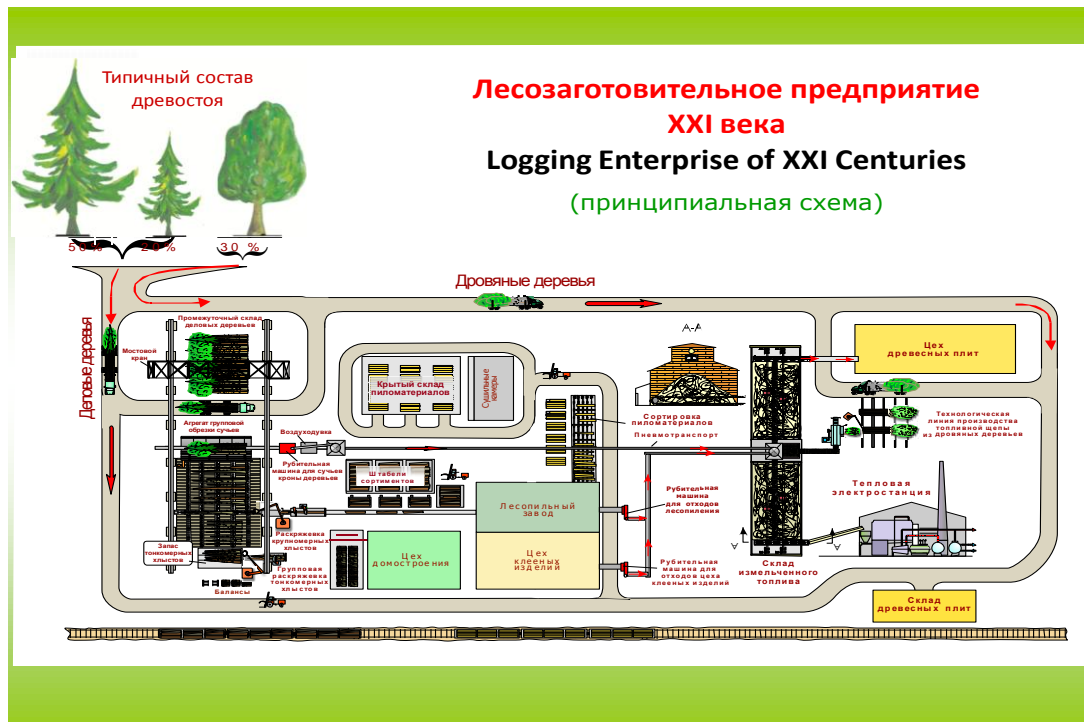 Типичный состав
древостоя
Лесозаготовительное предприятие
XXI века
Logging Enterprise of XXI Centuries
(принципиальная схема)
50%
20%
30 %
Дровяные деревья
Деловые деревья
Промежуточный склад
деловых деревьев
Мостовой
кран
Агрегат групповой
обрезки сучьев
Воздуходувка
Рубительная
машина для сучьев
кроны деревьев
Крытый склад
пиломатериалов
Сушильные
камеры
А-А
Цех
древесных плит
Сортировка
пиломатериалов
Пневмотранспорт
Технологическая
линия производства
топливной щепы
из дровяных деревьев
Штабели
сортиментов
Рубительная
машина
для отходов
лесопиления
Тепловая
электростанция
Лесопильный
завод
Запас
тонкомерных
хлыстов
Раскряжевка
крупномерных
хлыстов
Групповая
раскряжевка
тонкомерных
хлыстов
Балансы
Цех
домостроения
Цех
клееных
изделий
Рубительная
машина для
отходов цеха
клееных изделий
А
А
Склад
измельченного
топлива
Склад
древесных плит